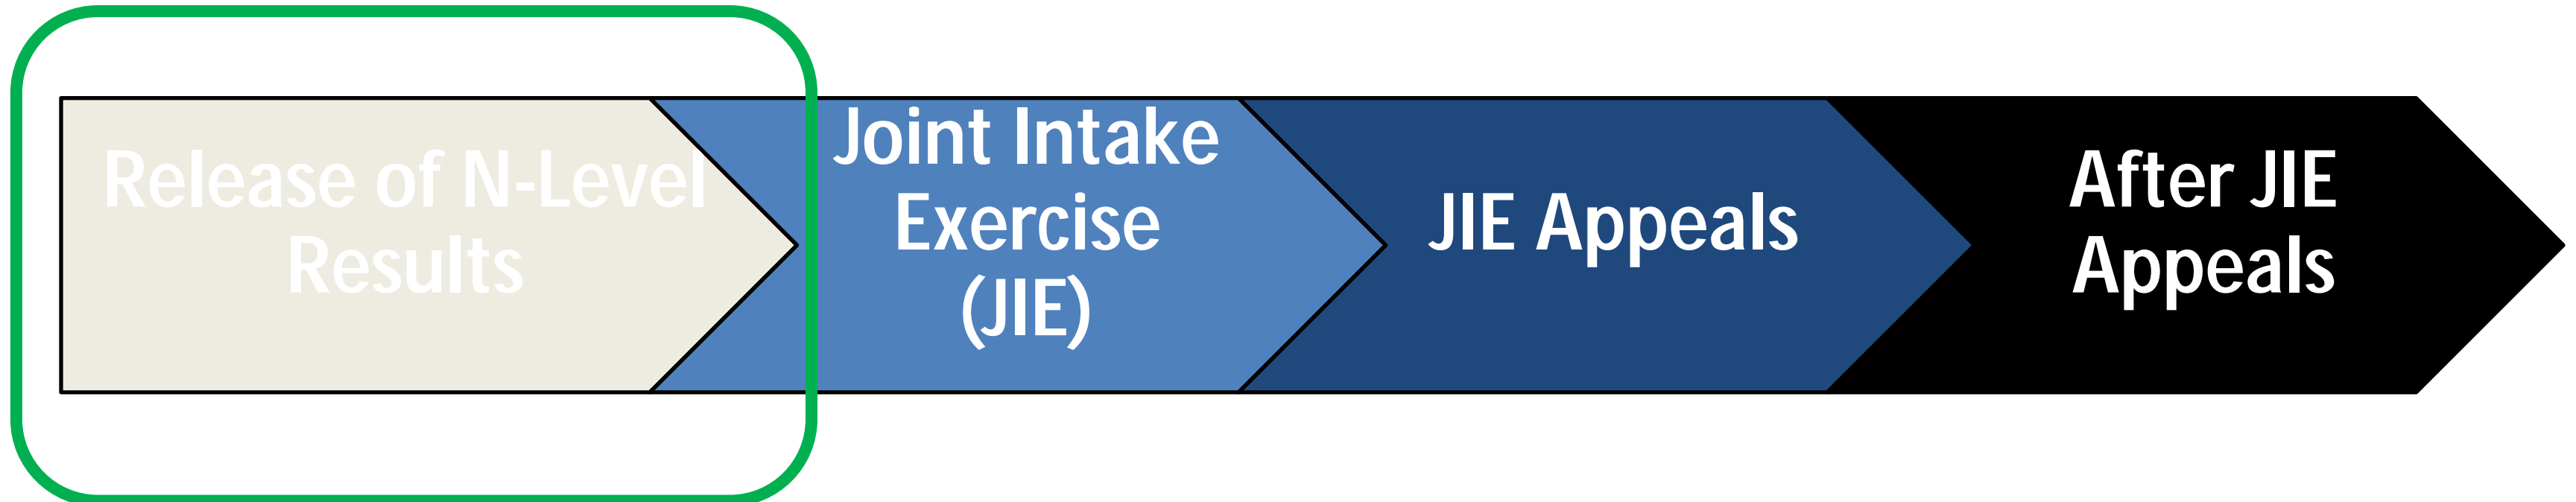 Release of N-Level
Results
Joint Intake
Exercise
(JIE)
JIE Appeals
After JIE
Appeals